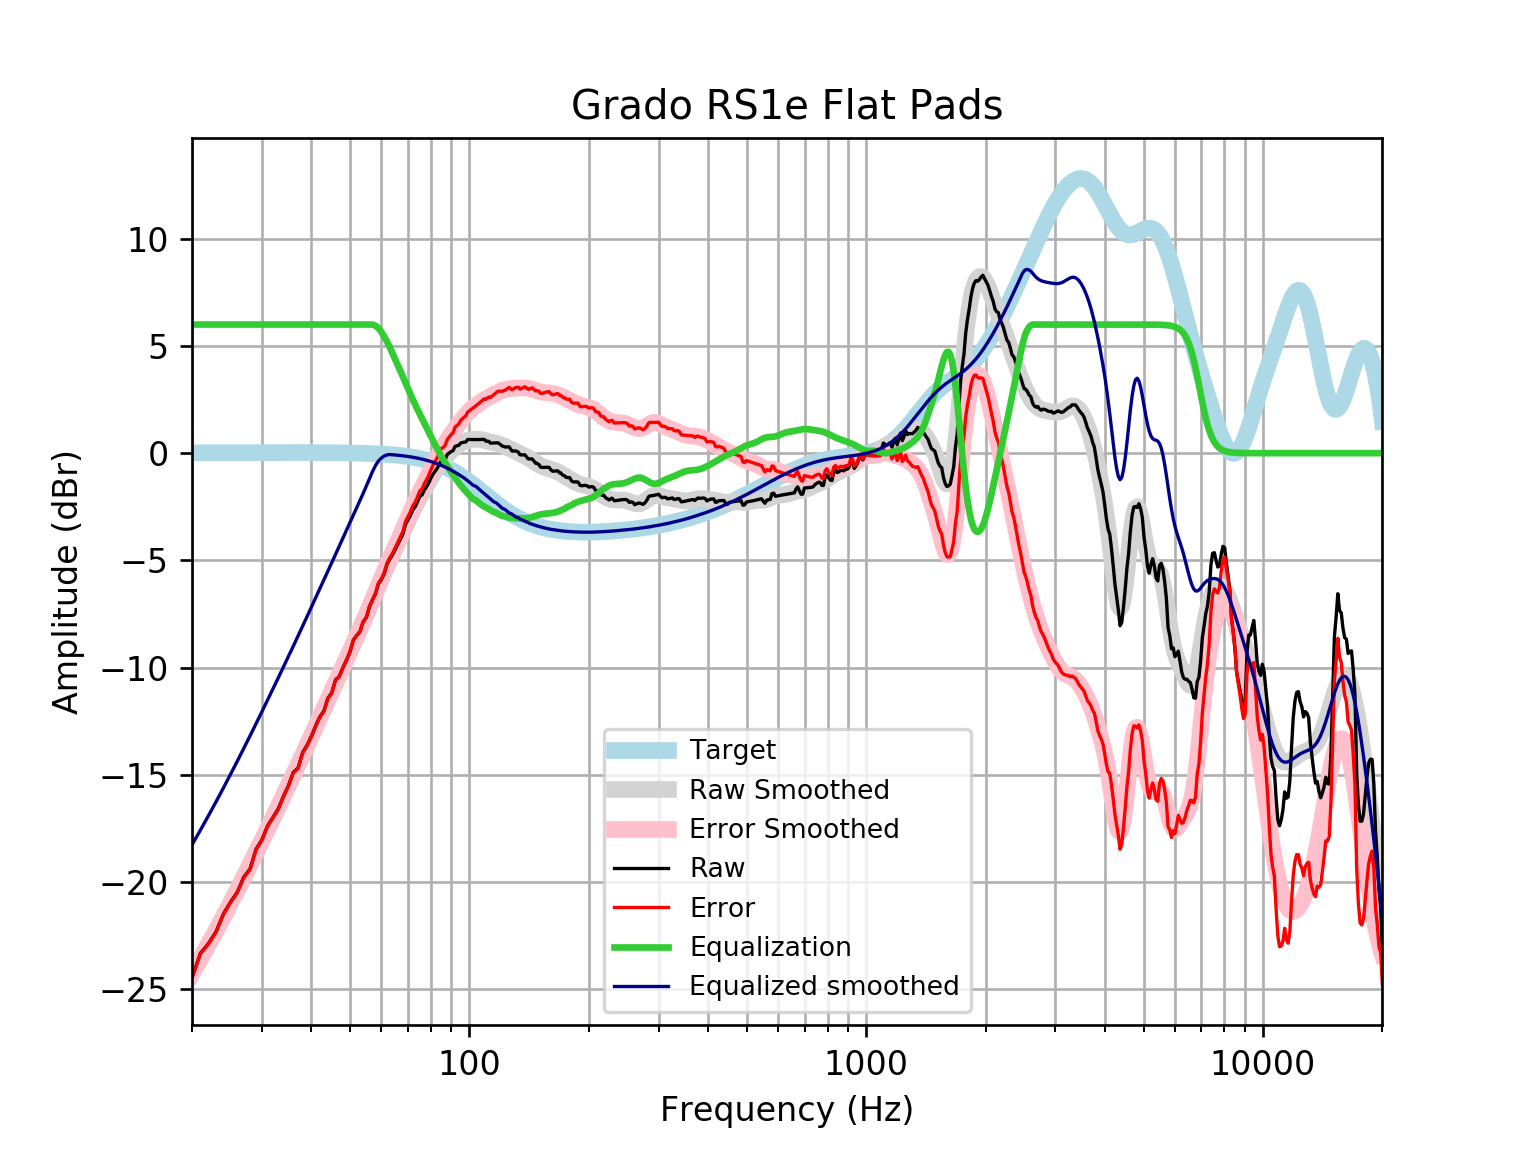 Grado RS1e Flat Pads
Amplitude (dBr)
10
5
0
−5
−10
−15
−20
−25
Target
Raw Smoothed
Error Smoothed
Raw
Error
Equalization
Equalized smoothed
100
1000
10000
Frequency (Hz)